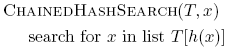 CHAINEDHASHSEARCH(T, x)
search for x in list T[h(x)]